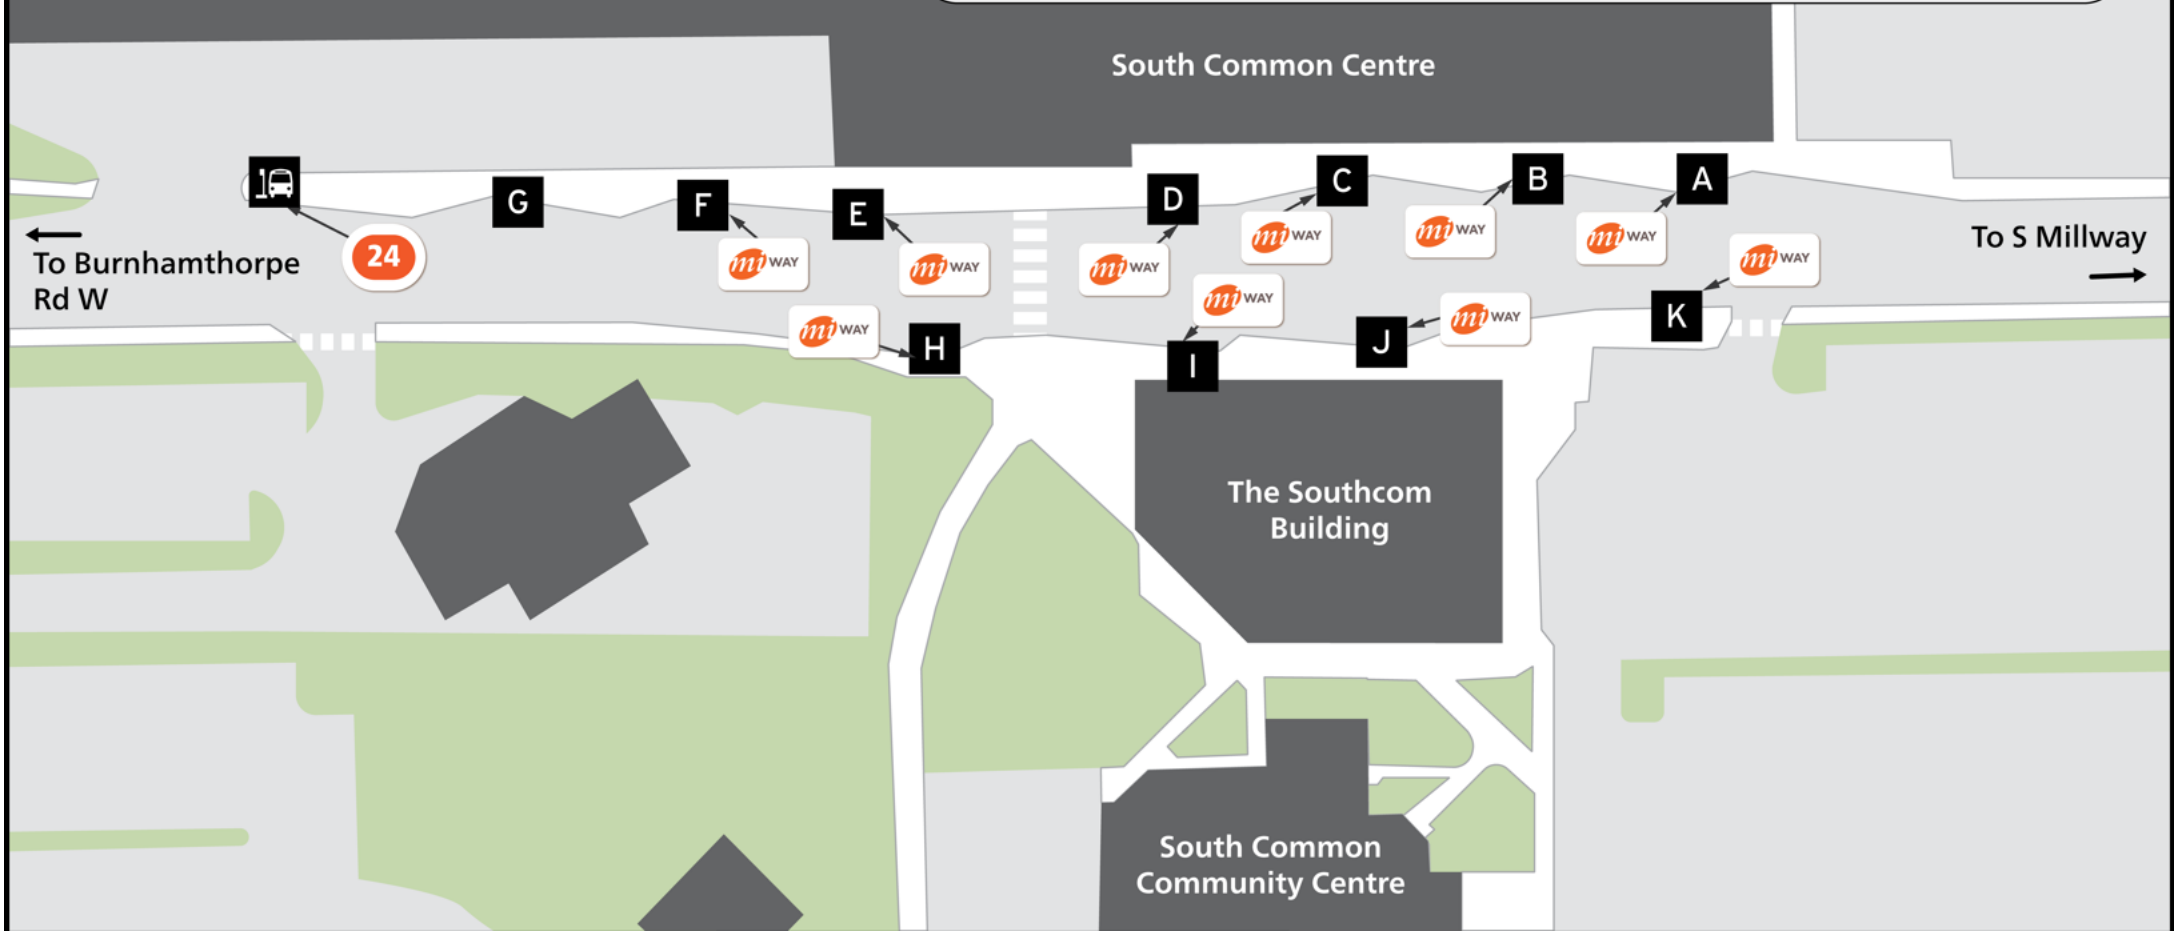 South Common Centre
C
B
A
G
F
E
D
miWAY
miWAY
miWAY
To S Millway
24
To Burnhamthorpe
Rd W
miWAY
miWAY
miWAY
miWAY
miWAY
miWAY
miWAY
H
I
J
K
The Southcom
Building
South Common
Community Centre